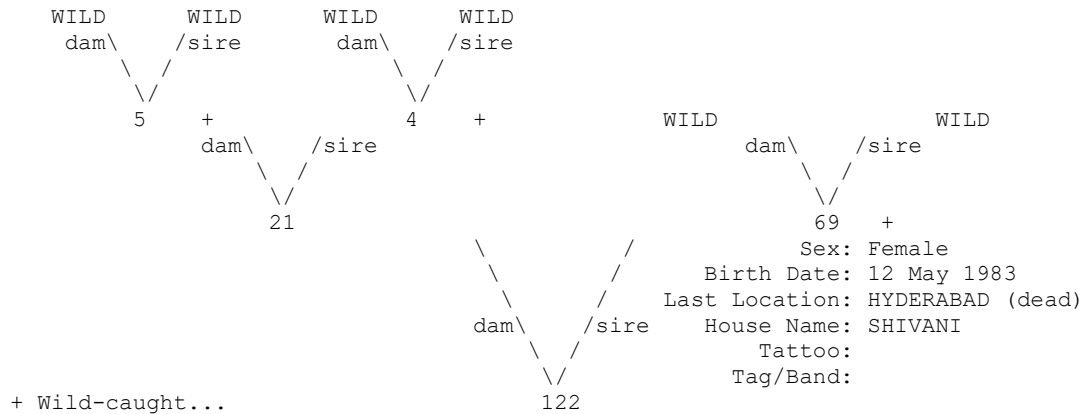 WILD WILD WILD WILD
dam\ /sire dam\ /sire
\ / \ /
\/ \/
5 + 4 + WILD WILD
dam\ /sire dam\ /sire
\ / \ /
\/ \/
21 69 +
\ / Sex: Female
\ / Birth Date: 12 May 1983
\ / Last Location: HYDERABAD (dead)
dam\ /sire House Name: SHIVANI
\ / Tattoo:
\/ Tag/Band:
+ Wild-caught... 122